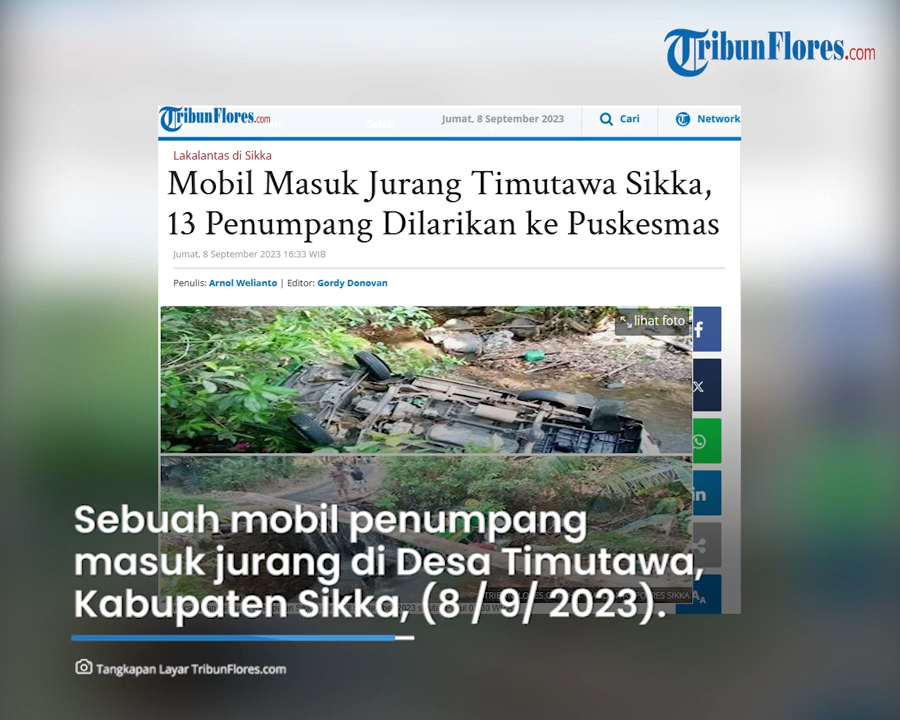 TribunFlores.com
TribunFlores.com
Jumat, 8 September 2023
Cari
Network
Lakalantas di Sikka
Mobil Masuk Jurang Timutawa Sikka,
13 Penumpang Dilarikan ke Puskesmas
Jumat, 8 September 2023 16:33 WIB
Penulis: Arnol Welianto | Editor: Gordy Donovan
lihat foto
Sebuah mobil penumpang
masuk jurang di Desa Timutawa,
Kabupaten Sikka, (8 / 9/ 2023).
Tangkapan Layar TribunFlores.com